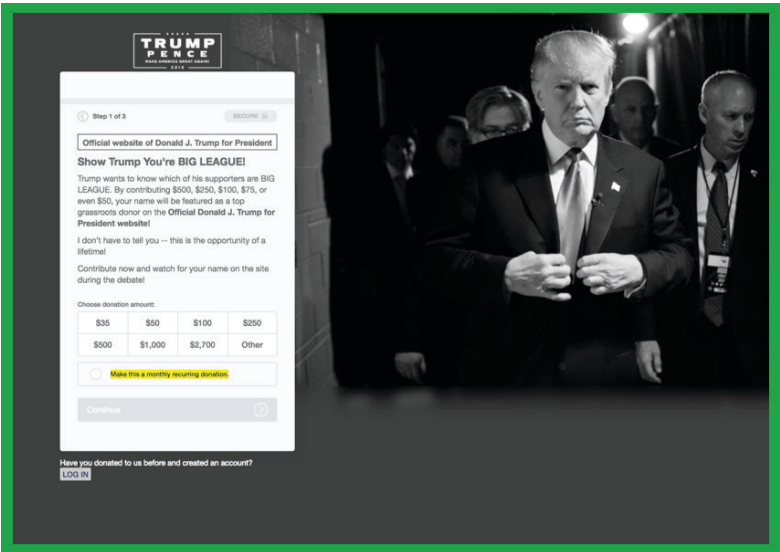 TRUMP
PENCE
MAKE AMERICA GREAT AGAIN!
2016
Step 1 of 3
SECURE
Official website of Donald J. Trump for President
Show Trump You're BIG LEAGUE!
Trump wants to know which of his supporters are BIG
LEAGUE. By contributing $500, $250, $100, $75, or
even $50, your name will be featured as a top
grassroots donor on the Official Donald J. Trump for
President website!
I don't have to tell you -- this is the opportunity of a
lifetime!
Contribute now and watch for your name on the site
during the debate!
Choose donation amount:
$35 $50 $100 $250
$500 $1,000 $2,700 Other
Make this a monthly recurring donation.
Continue
Have you donated to us before and created an account?
LOG IN